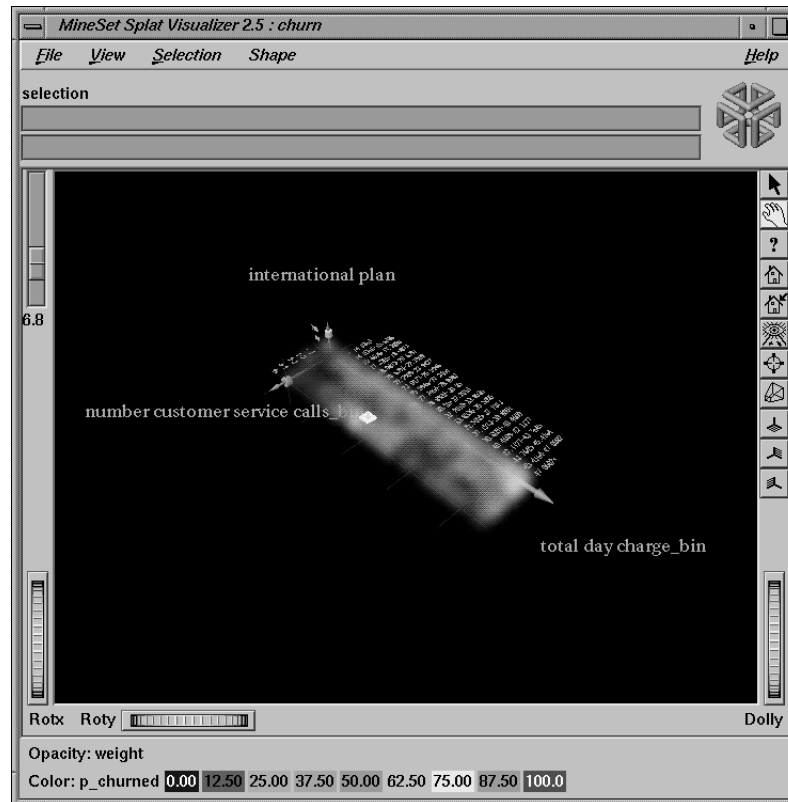 MineSet Splat Visualizer 2.5 : churn
File View Selection Shape Help
selection
international plan
6.8
number customer service calls_b
?
total day charge_bin
Rotx Roty Dolly
Opacity: weight
Color: p_churned 0.00 12.50 25.00 37.50 50.00 62.50 75.00 87.50 100.0